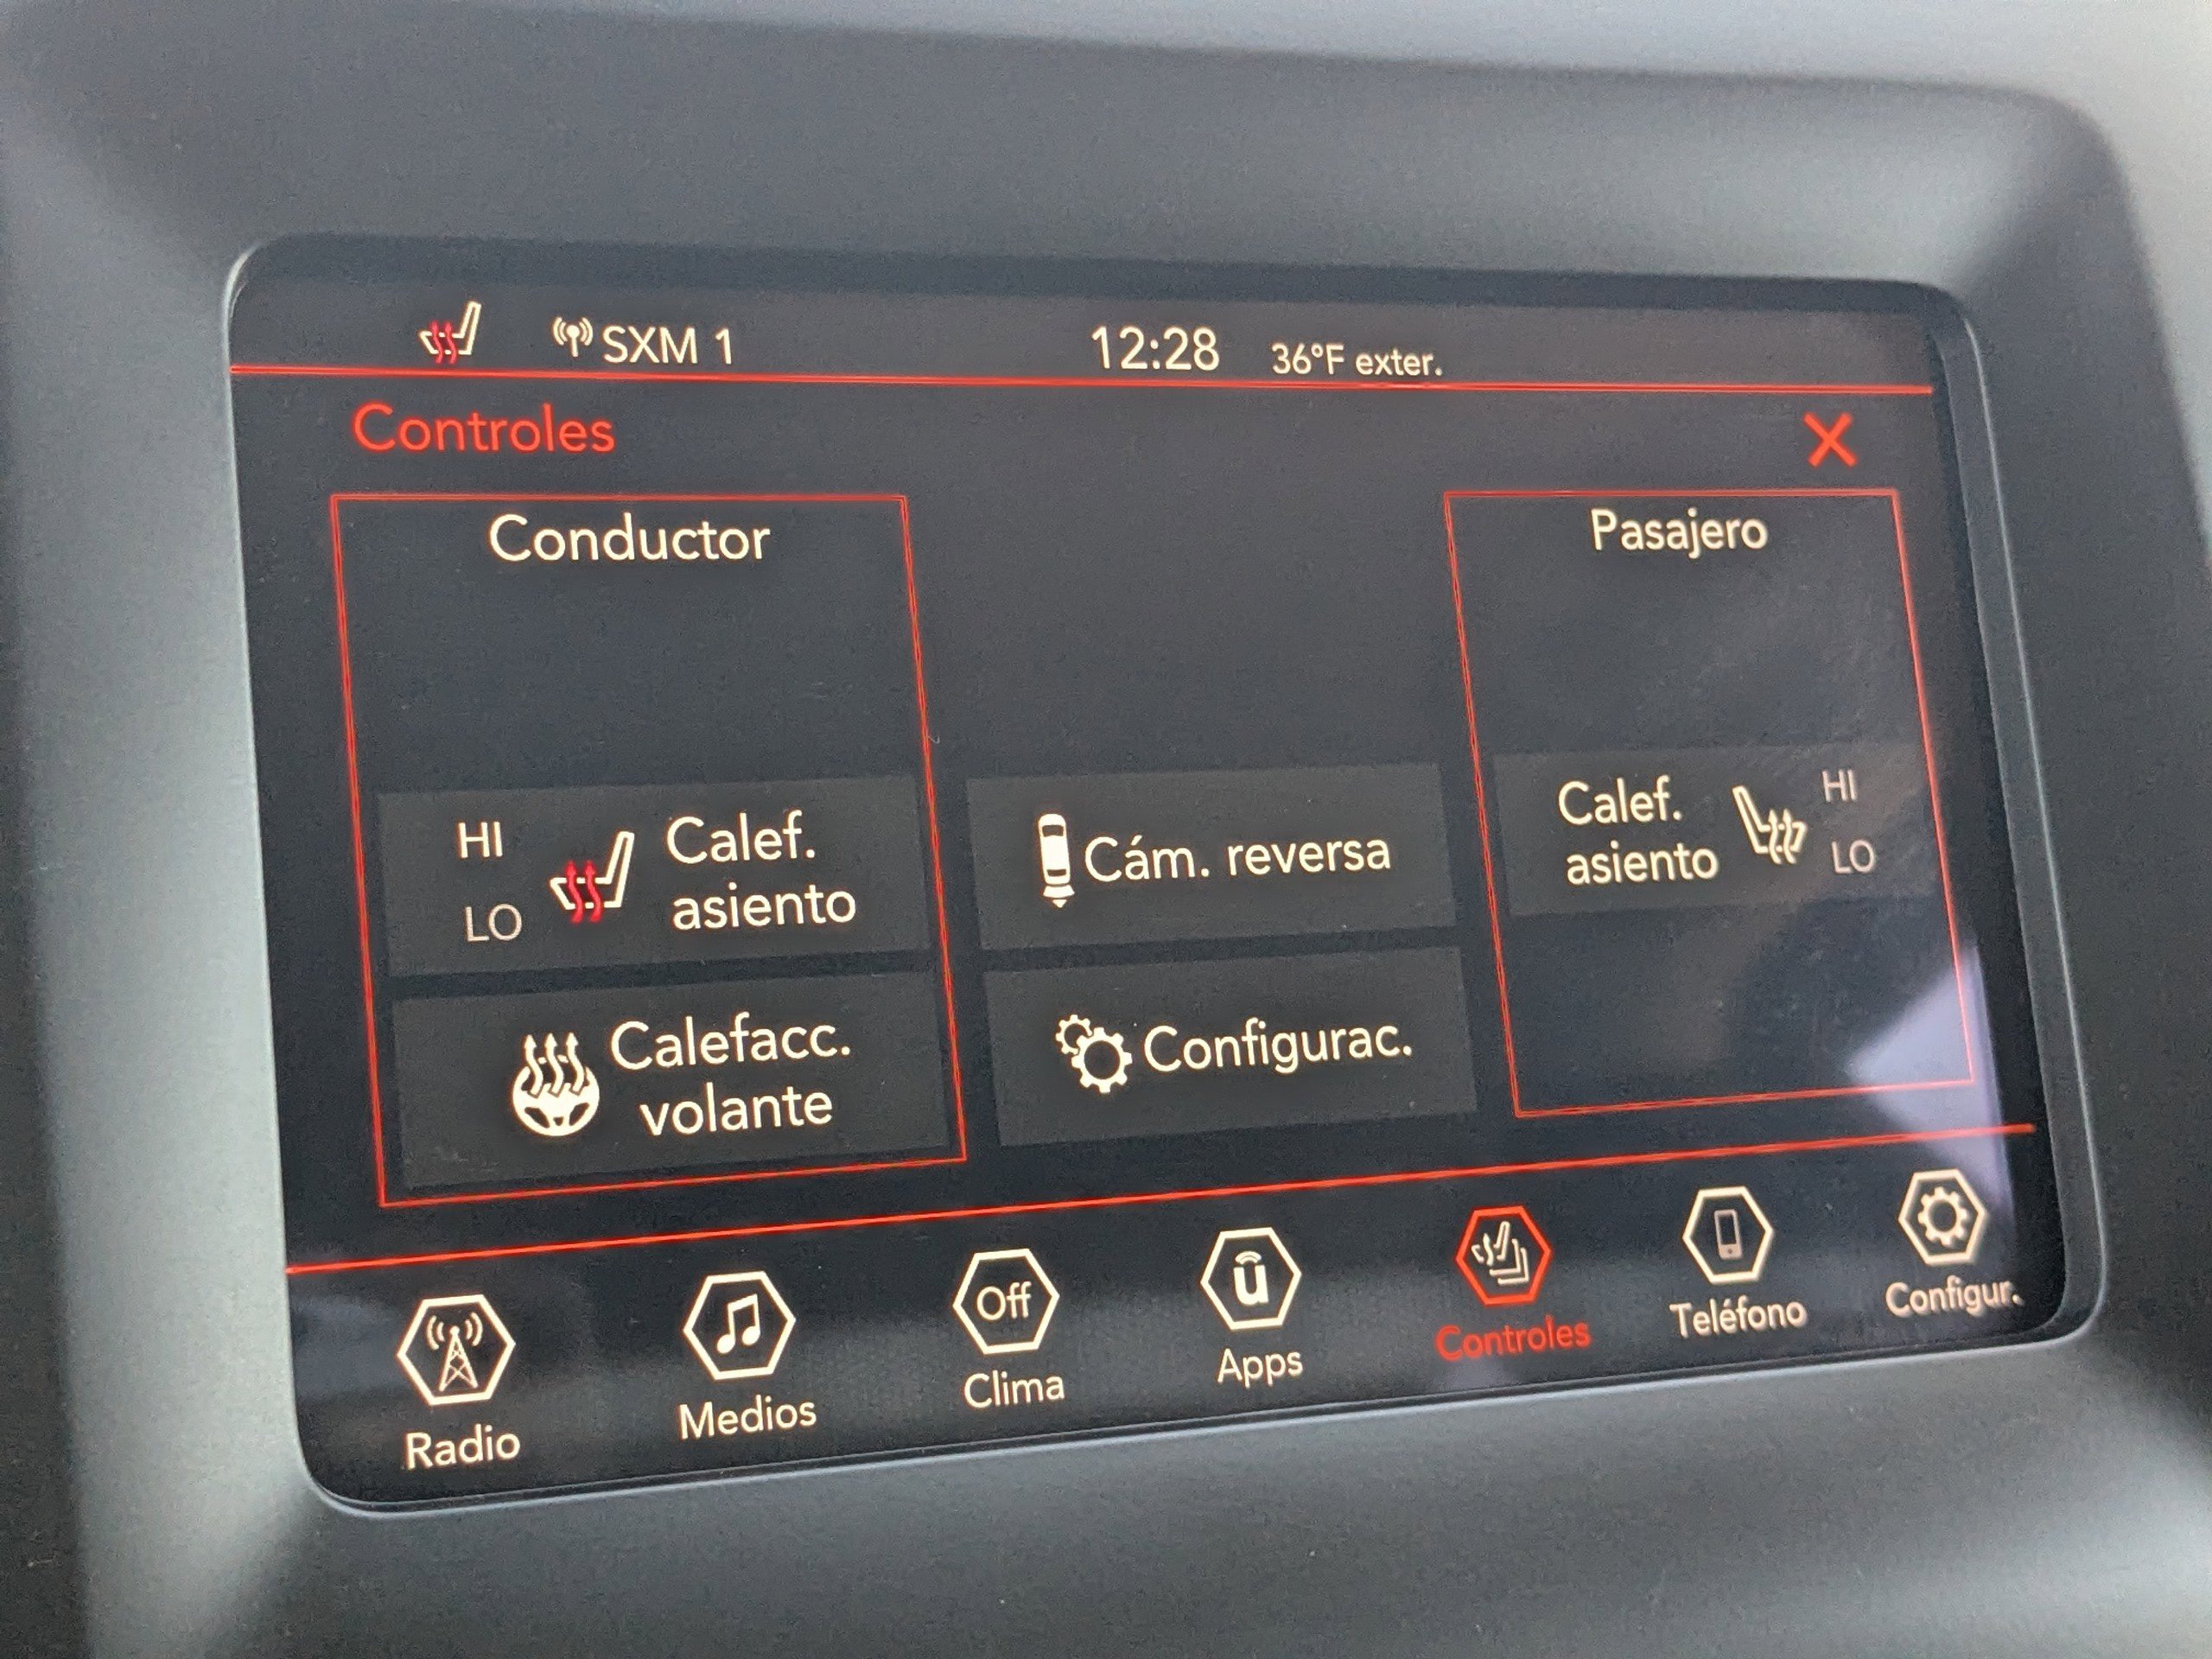 SXM 1 12:28 36°F exter.
Controles
Conductor
Pasajero
HI
LO
Calef.
asiento
Calefacc.
volante
Cám. reversa
Configurac.
Calef.
asiento
HI
LO
Radio
Medios
Off
Clima
ū
Apps
Controles
Teléfono
Configur.